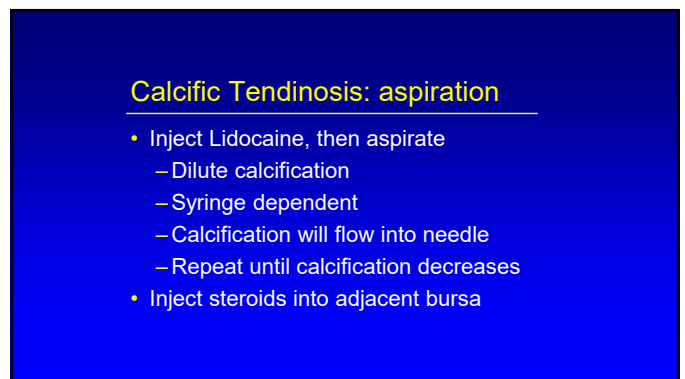 Calcific Tendinosis: aspiration
• Inject Lidocaine, then aspirate
–Dilute calcification
–Syringe dependent
–Calcification will flow into needle
–Repeat until calcification decreases
• Inject steroids into adjacent bursa